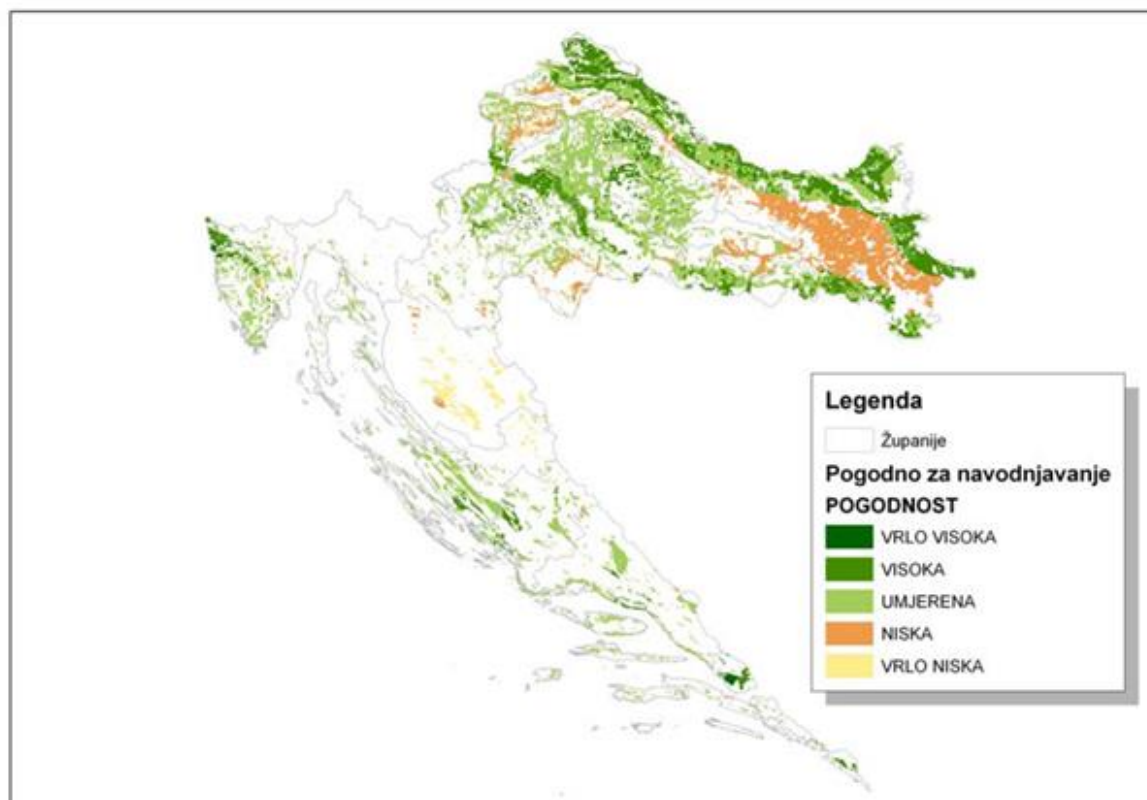 Legenda
Županije
Pogodno za navodnjavanje
POGODNOST
VRLO VISOKA
VISOKA
UMJERENA
NISKA
VRLO NISKA